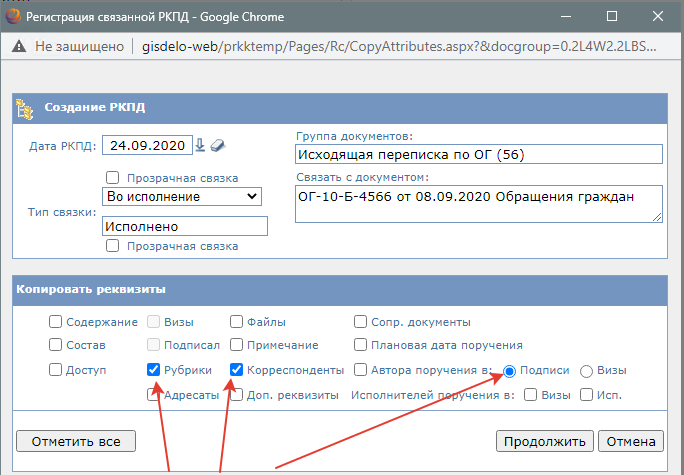 Регистрация связанной РКПД - Google Chrome
Не защищено gisdelo-web/prkktemp/Pages/Rc/CopyAttributes.aspx?&docgroup=0.2L4W2.2LBS...
Создание РКПД
Группа документов:
Дата РКПД: 24.09.2020 Исходящая переписка по ОГ (56)
Прозрачная связка Связать с документом:
Во исполнение ОГ-10-Б-4566 от 08.09.2020 Обращения граждан
Тип связки:
Исполнено
Прозрачная связка
Копировать реквизиты
Содержание Визы Файлы Сопр. документы
Состав Подписал Примечание Плановая дата поручения
Доступ Рубрики Корреспонденты Автора поручения в: Подписи Визы
Адресаты Доп. реквизиты Исполнителей поручения в: Визы Исп.
Отметить все Продолжить Отмена